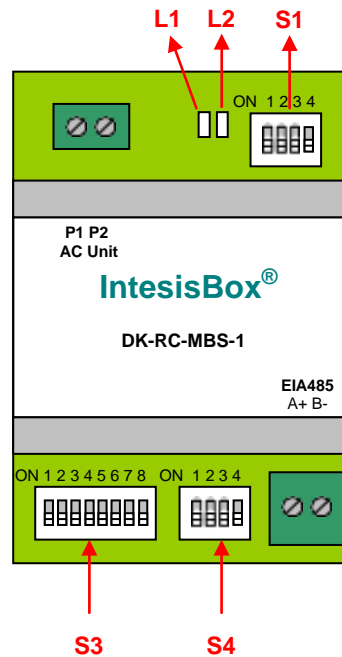 L1 L2 S1
ON 1 2 3 4
P1 P2
AC Unit
IntesisBox®
DK-RC-MBS-1
EIA485
A+ B-
ON 1 2 3 4 5 6 7 8 ON 1 2 3 4
S3 S4